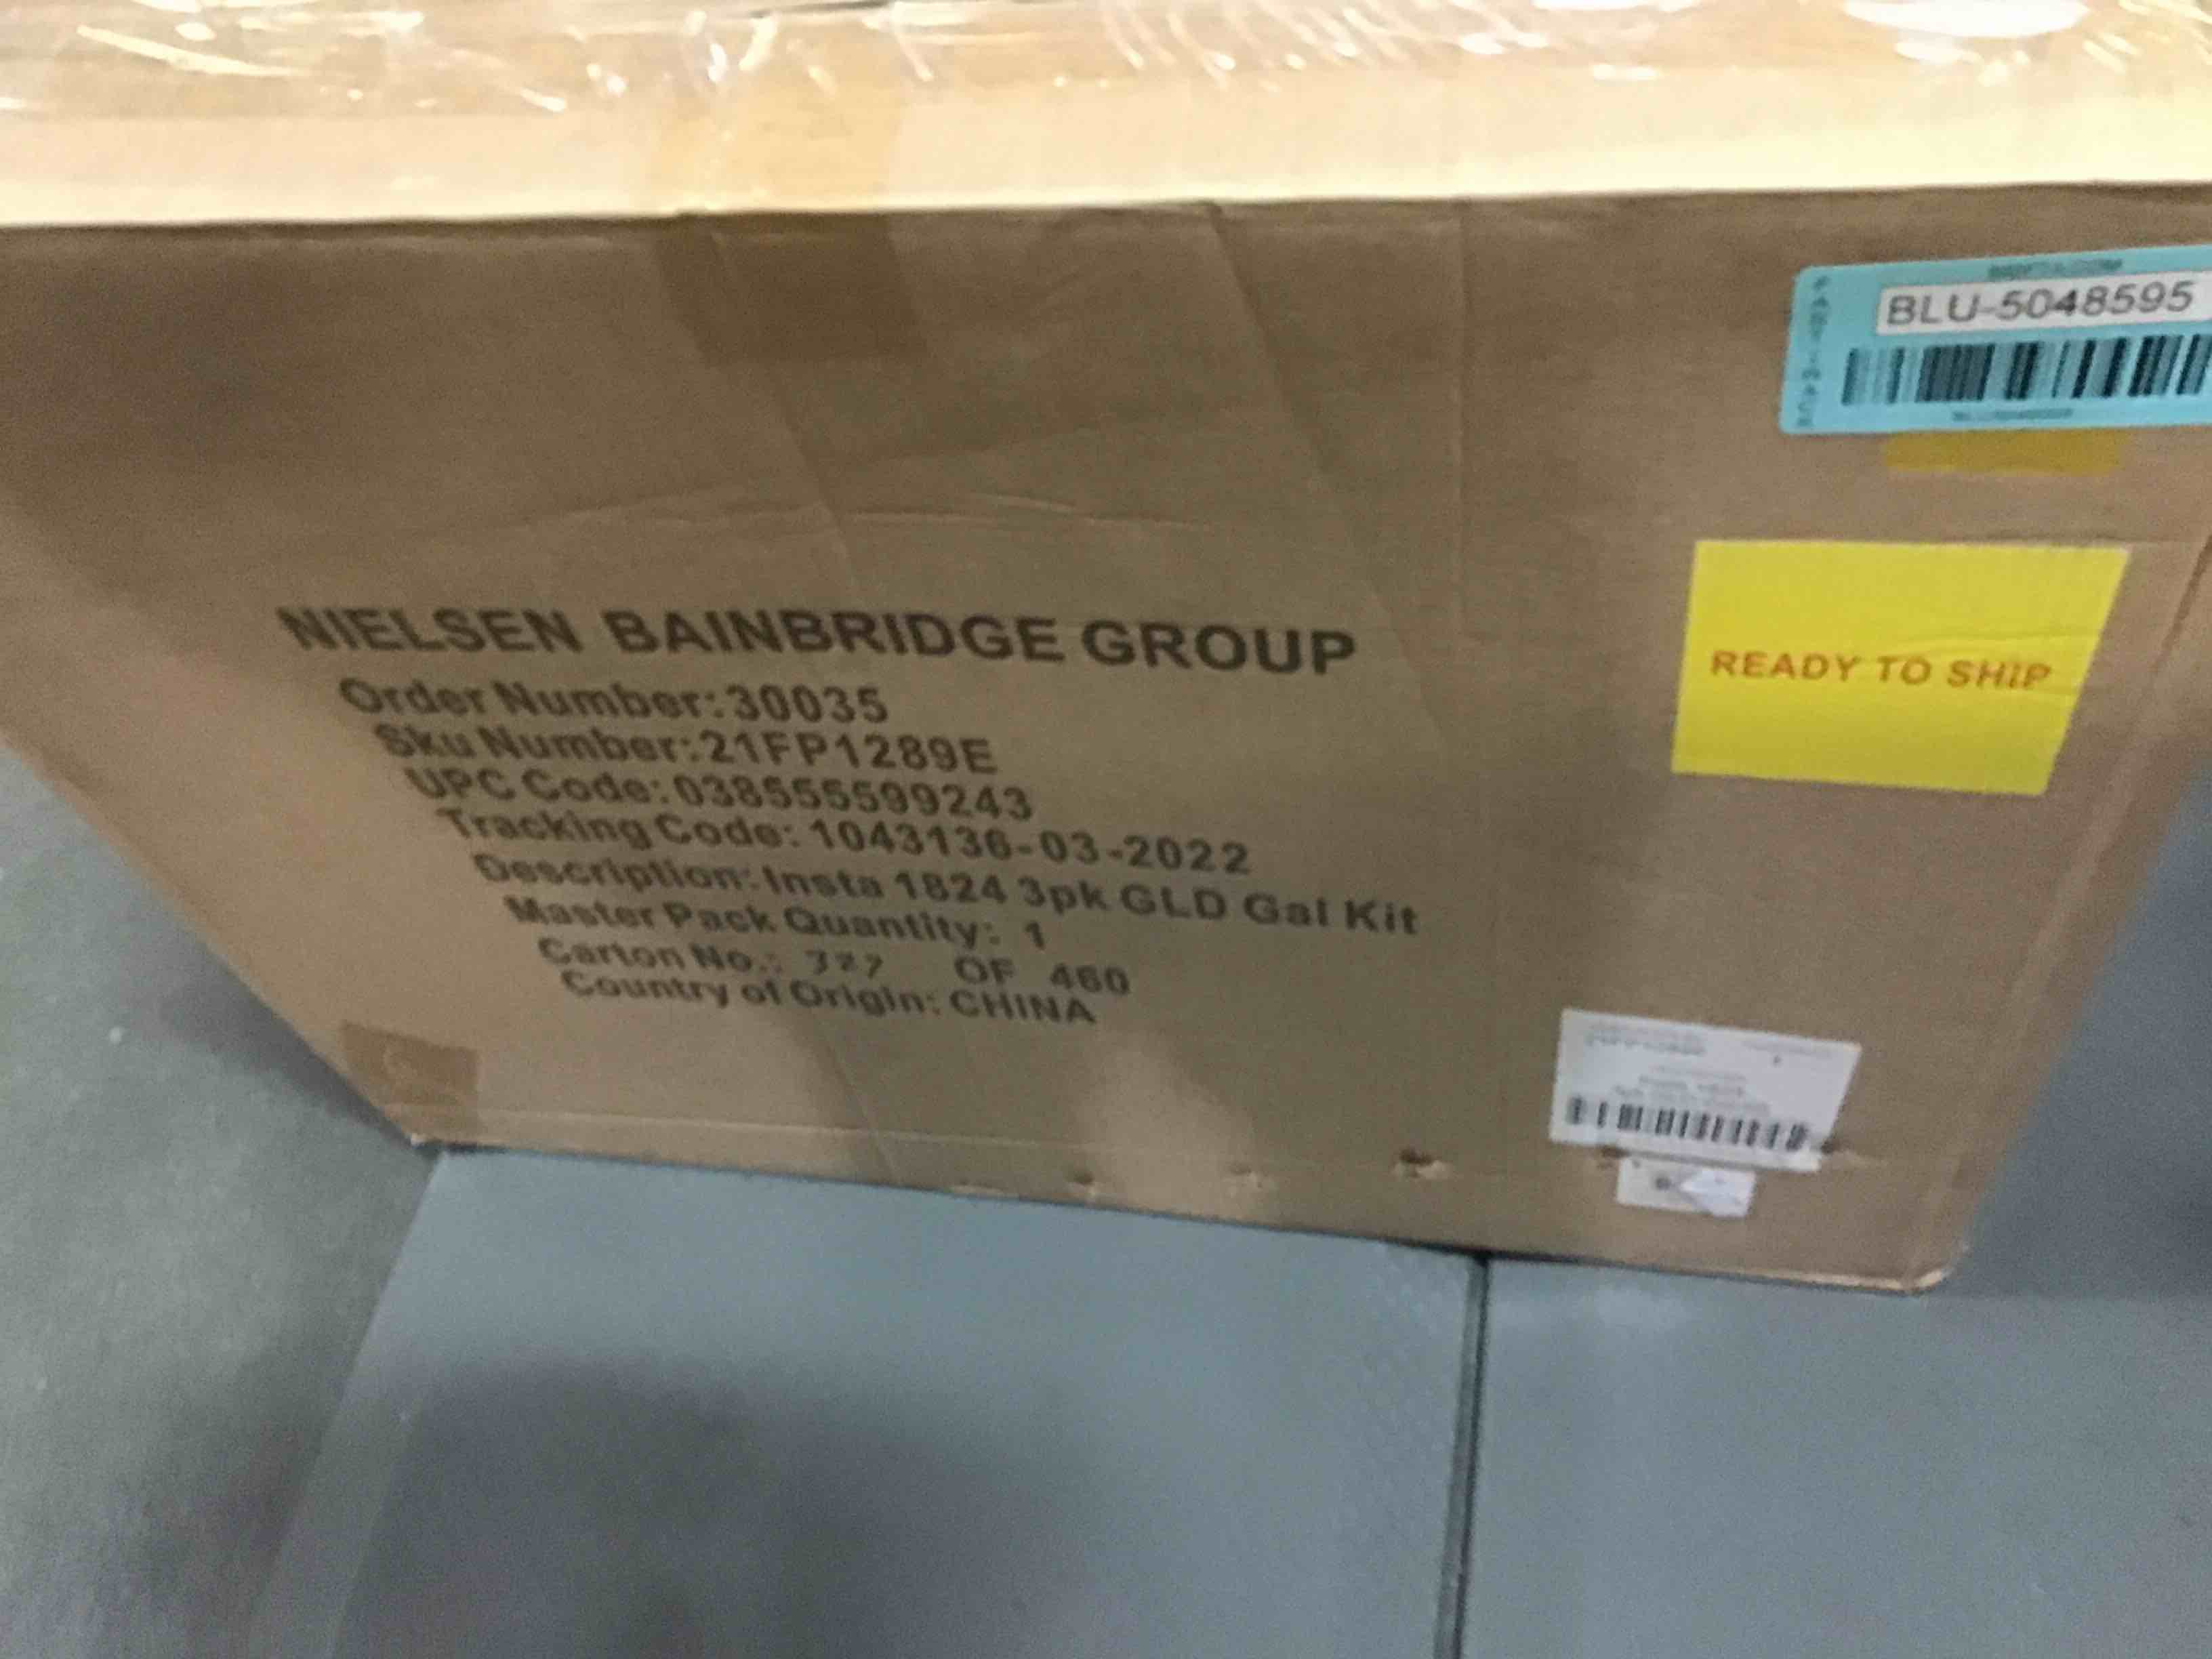 BLU-5048595
READY TO SHIP
NIELSEN BAINBRIDGE GROUP
Order Number:30035
Sku Number:21FP1289E
UPC Code:038555599243
Tracking Code: 1043136-03-2022
Description: Insta 1824 3pk GLD Gal Kit
Master Pack Quantity: 1
Carton No.: OF 460
Country of Origin: CHINA